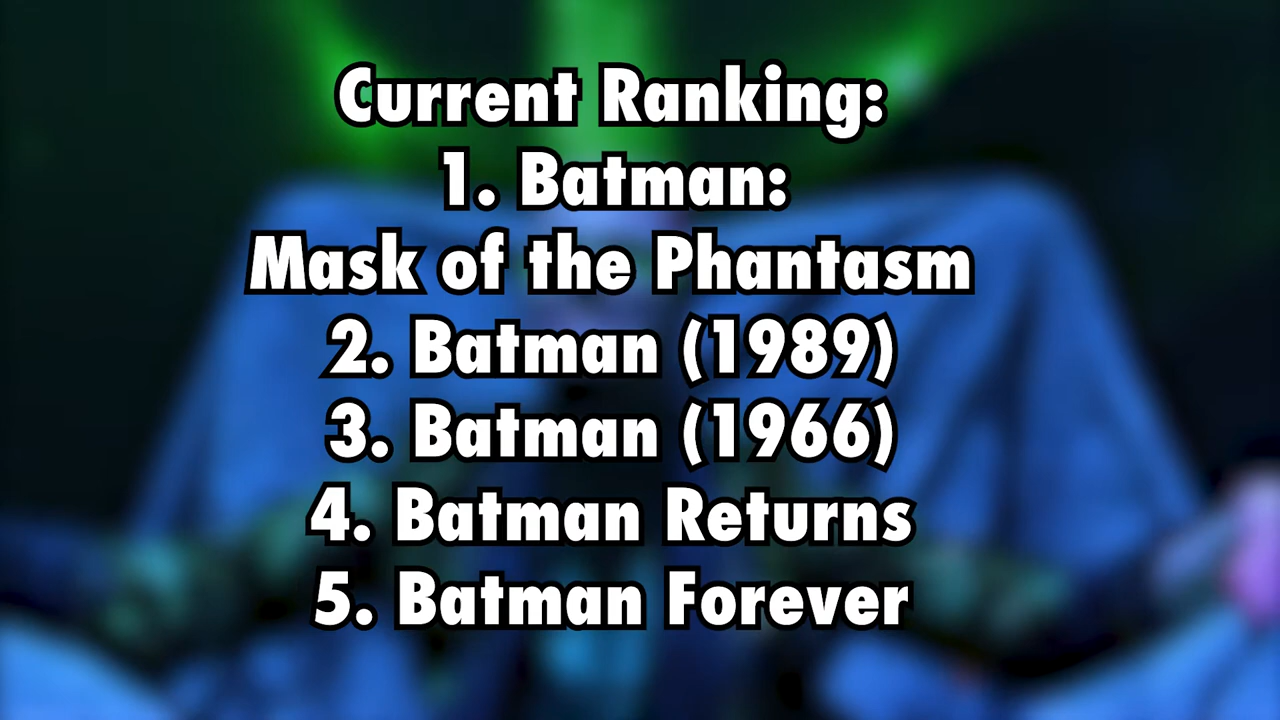 Current Ranking:
1. Batman:
Mask of the Phantasm
2. Batman (1989)
3. Batman (1966)
4. Batman Returns
5. Batman Forever